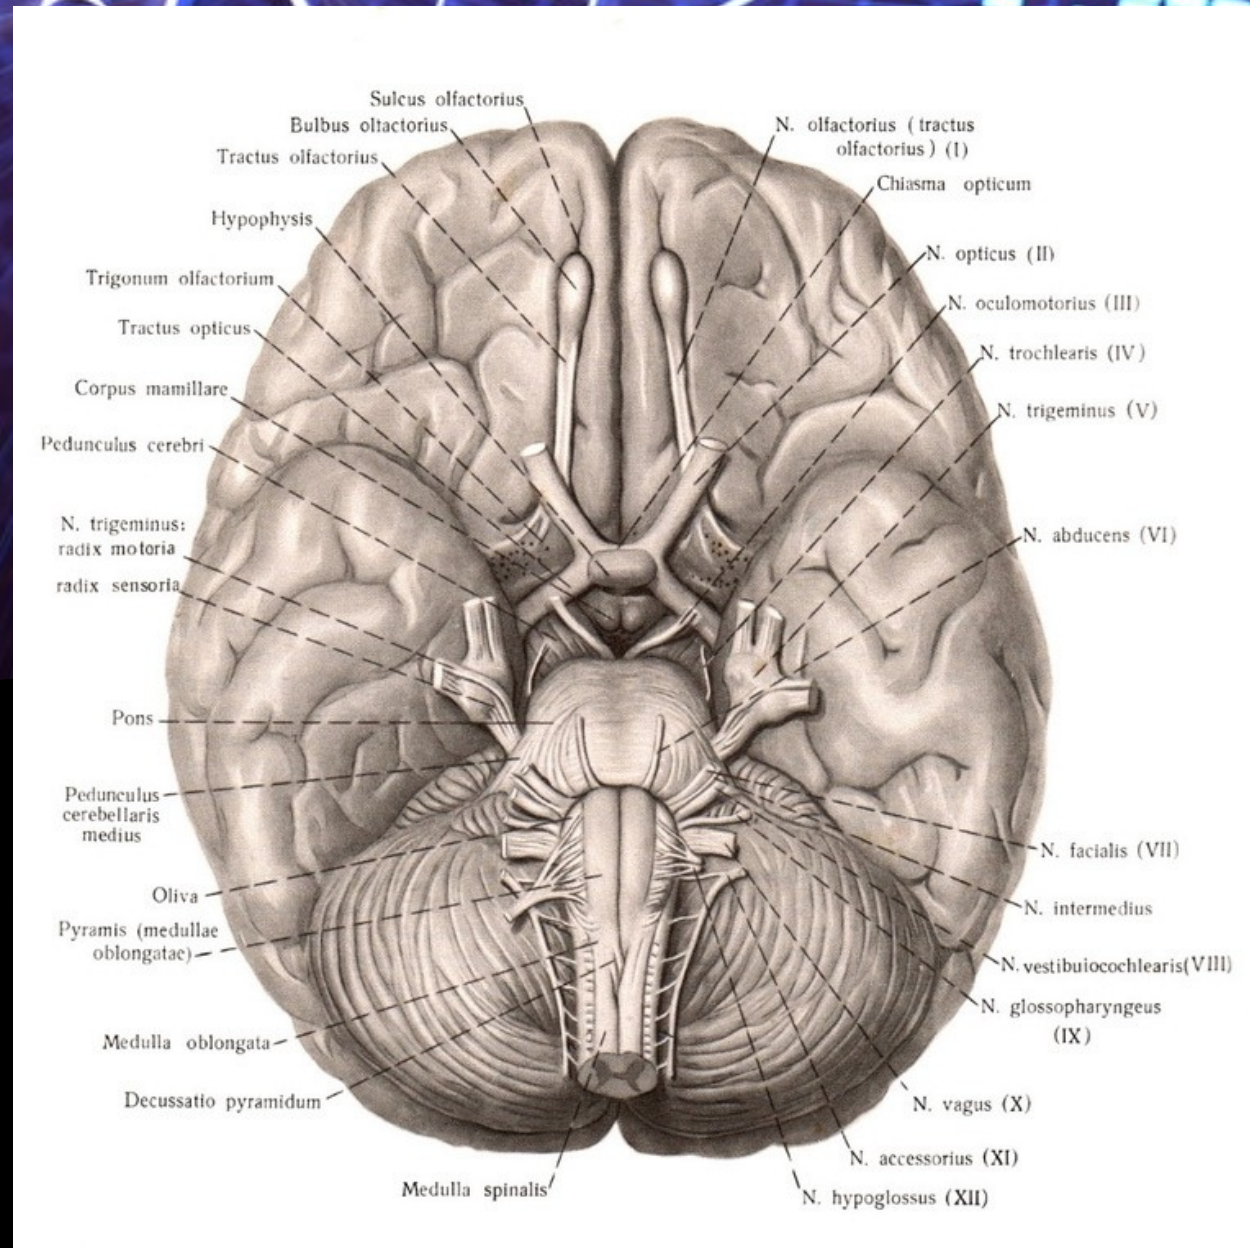 Sulcus olfactorius
Bulbus oltactorius
Tractus olfactorius
Hypophysis
Trigonum olfactorium
Tractus opticus
Corpus mamillare
Pedunculus cerebri
N. trigeminus:
radix motoria
radix sensoria
Pons
Pedunculus
cerebellaris
medius
Oliva
Pyramis (medullae
oblongatae)
Medulla oblongata
Decussatio pyramidum
Medulla spinalis
N. olfactorius (tractus
olfactorius) (I)
Chiasma opticum
N. opticus (II)
N. oculomotorius (III)
N. trochlearis (IV)
N. trigeminus (V)
N. abducens (VI)
N. facialis (VII)
N. intermedius
N. vestibuiocochlearis(VIII)
N. glossopharyngeus
(IX)
N. vagus (X)
N. accessorius (XI)
N. hypoglossus (XII)